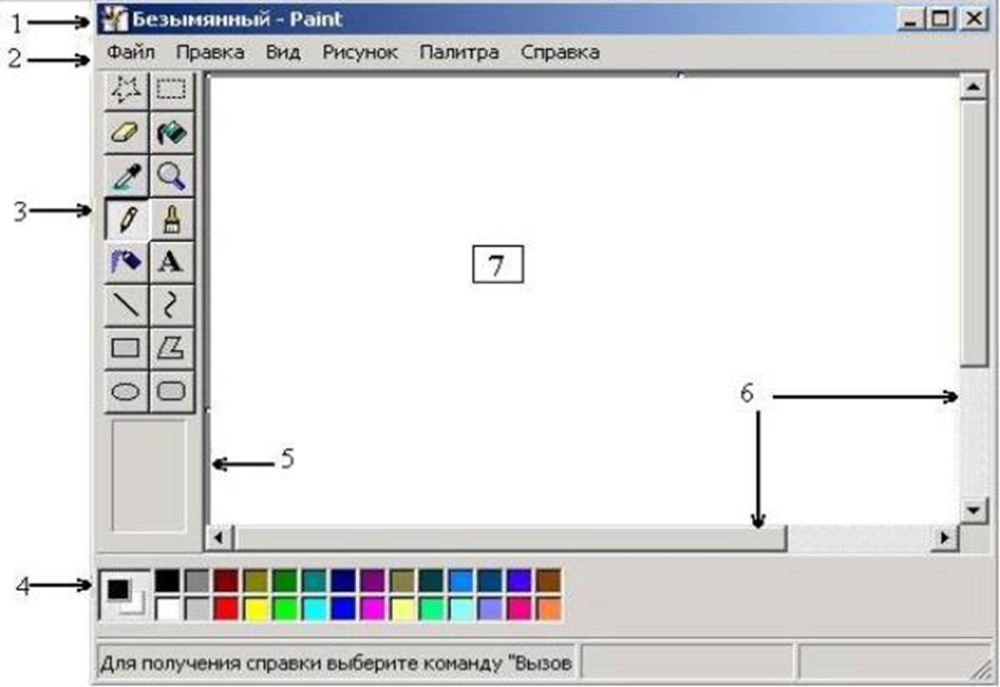 1
Безымянный - Paint
2
Файл Правка Вид Рисунок Палитра Справка
3
A
7
6
5
4
Для получения справки выберите команду "Вызов